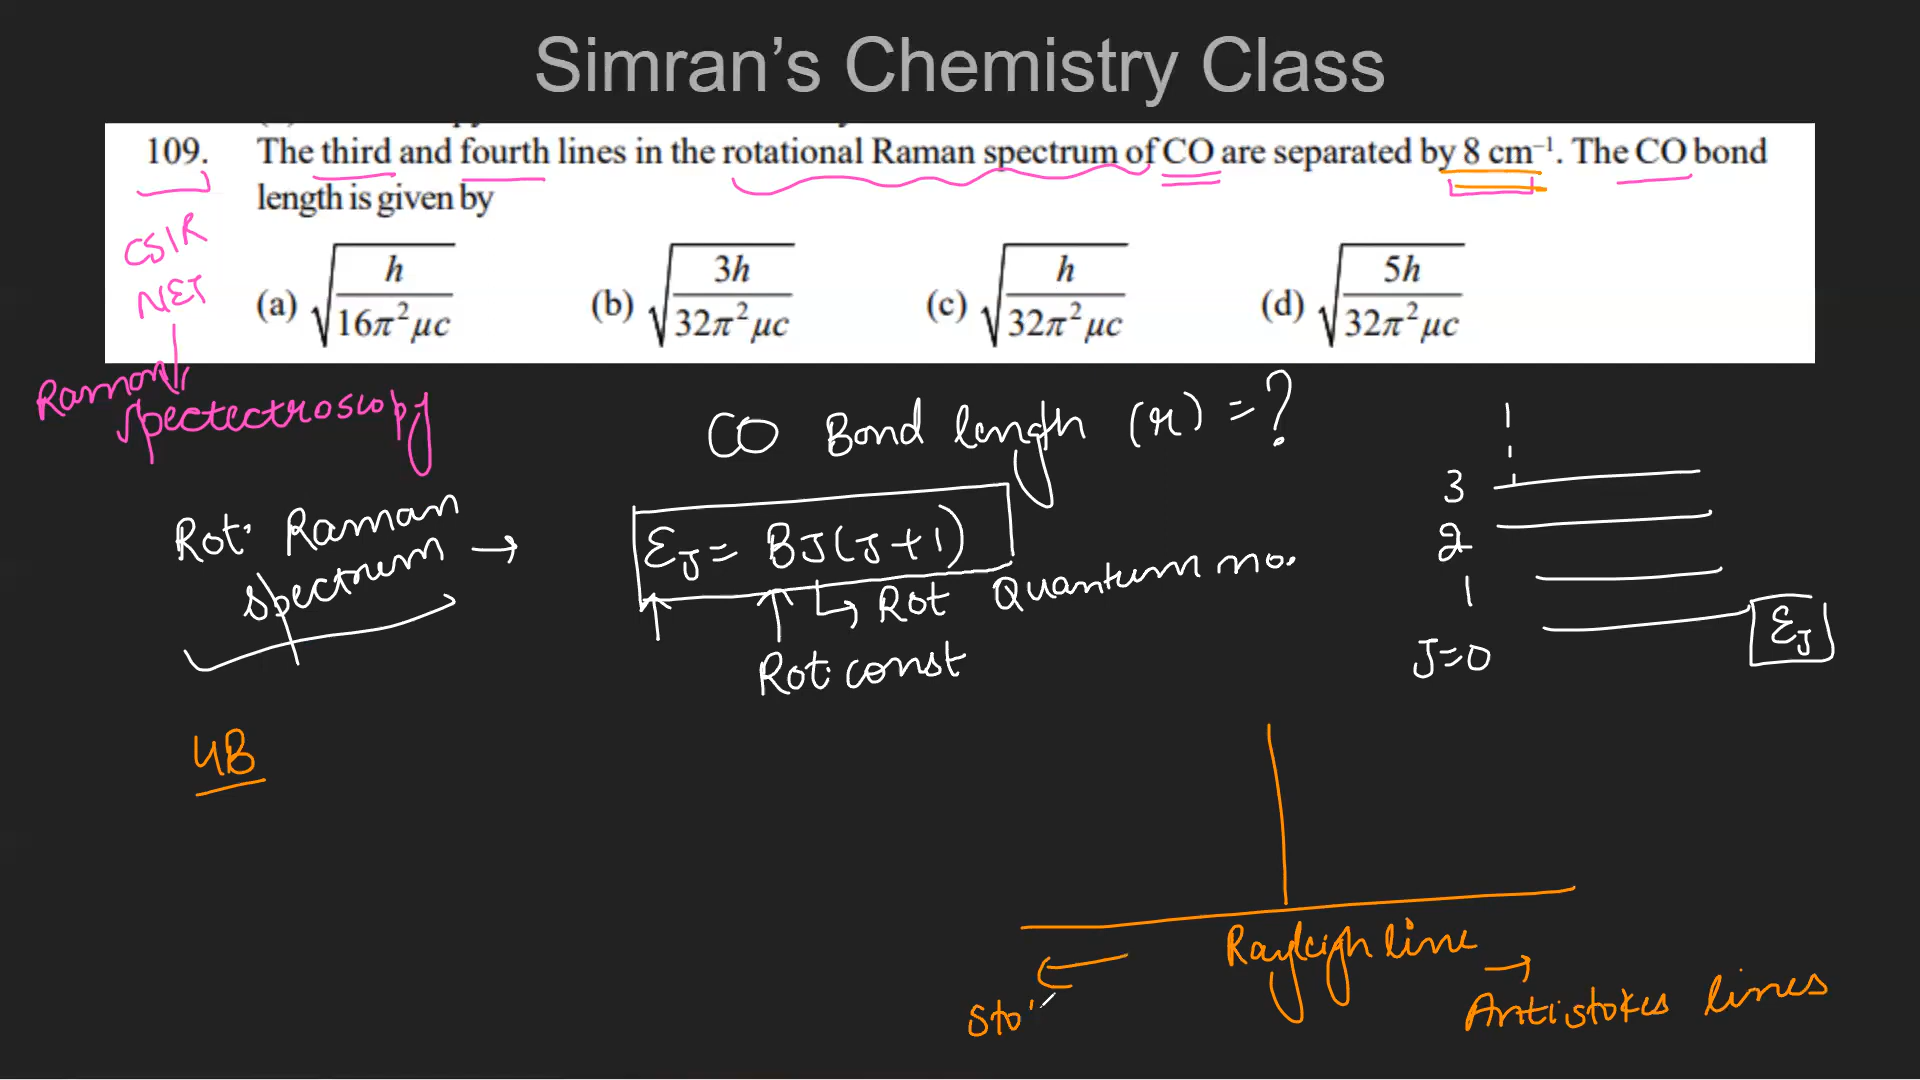 Simran's Chemistry Class
109. The third and fourth lines in the rotational Raman spectrum of CO are separated by 8 cm⁻¹. The CO bond
length is given by
(a) √(h/16π²μc) (b) √(3h/32π²μc) (c) √(h/32π²μc) (d) √(5h/32π²μc)
CSIR
NET
Raman
Spectectroscopy
CO Bond length (r) = ?
Rot. Raman
spectrum →
εJ = BJ(J+1)
Rot Quantum no.
Rot. const
3
2
1
J=0
εJ
4B
Rayleigh line
Sto
Antistokes lines